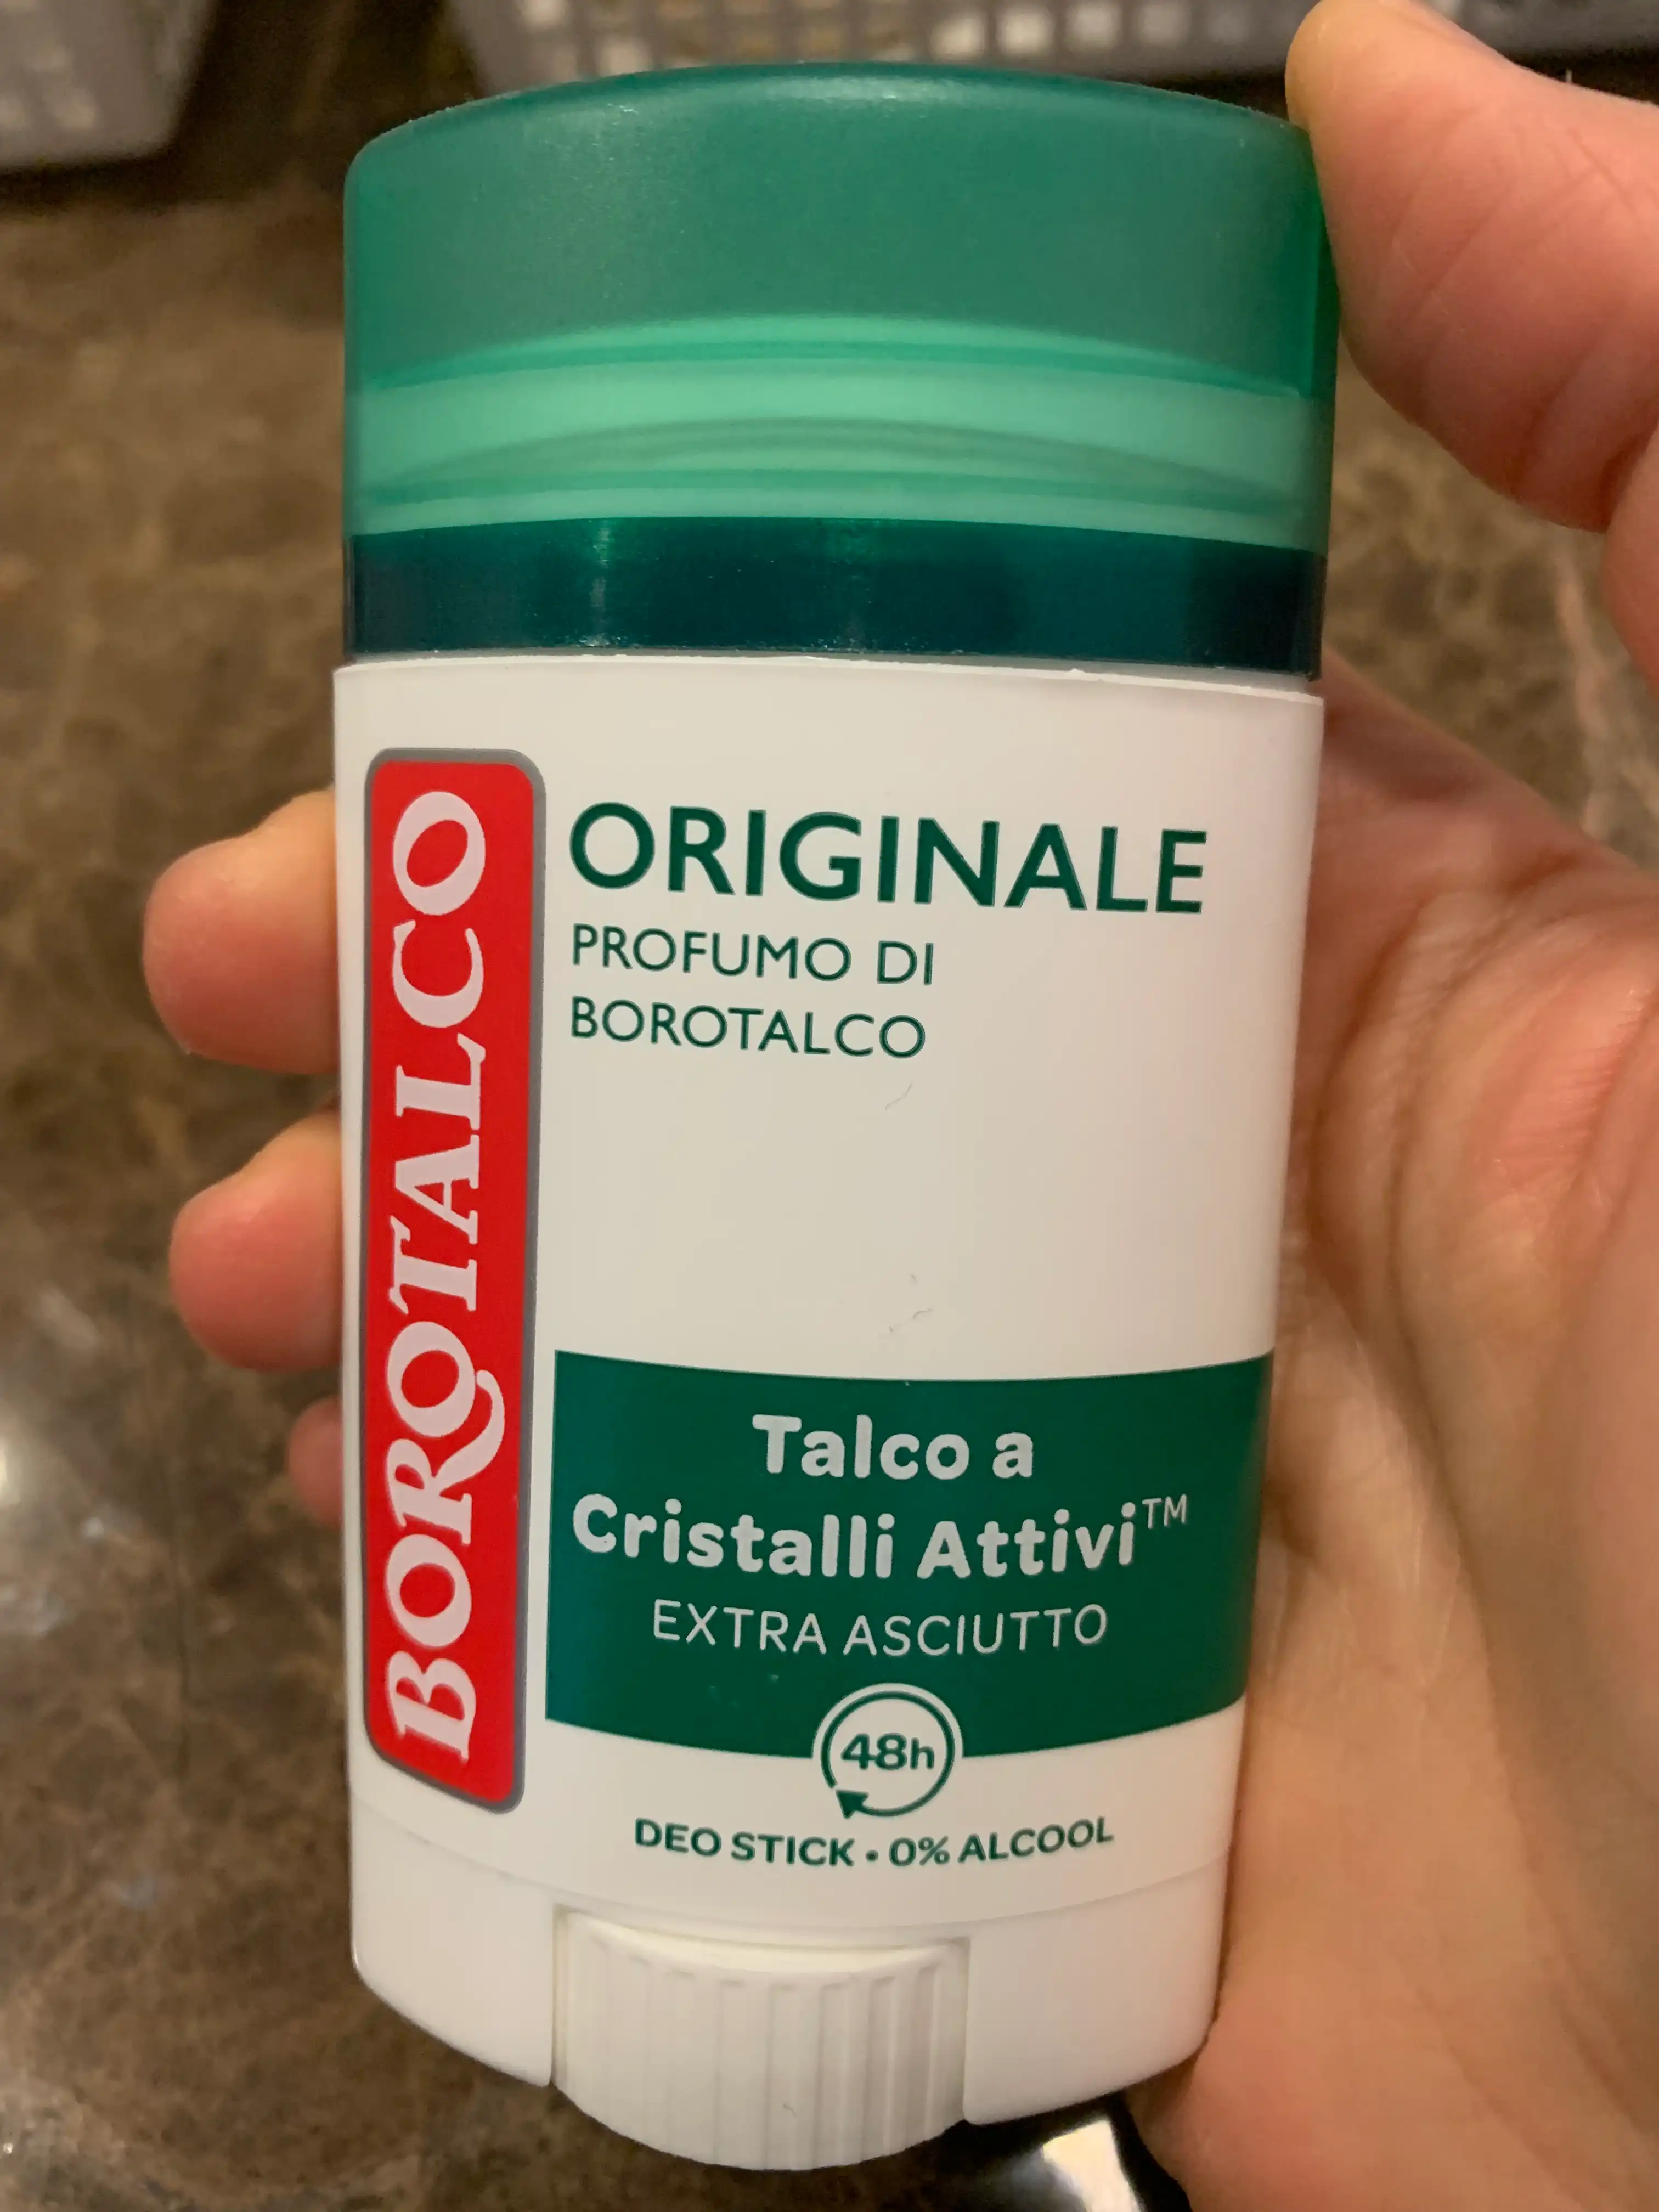 BOROTALCO
ORIGINALE
PROFUMO DI
BOROTALCO
Talco a
Cristalli Attivi™
EXTRA ASCIUTTO
48h
DEO STICK • 0% ALCOOL